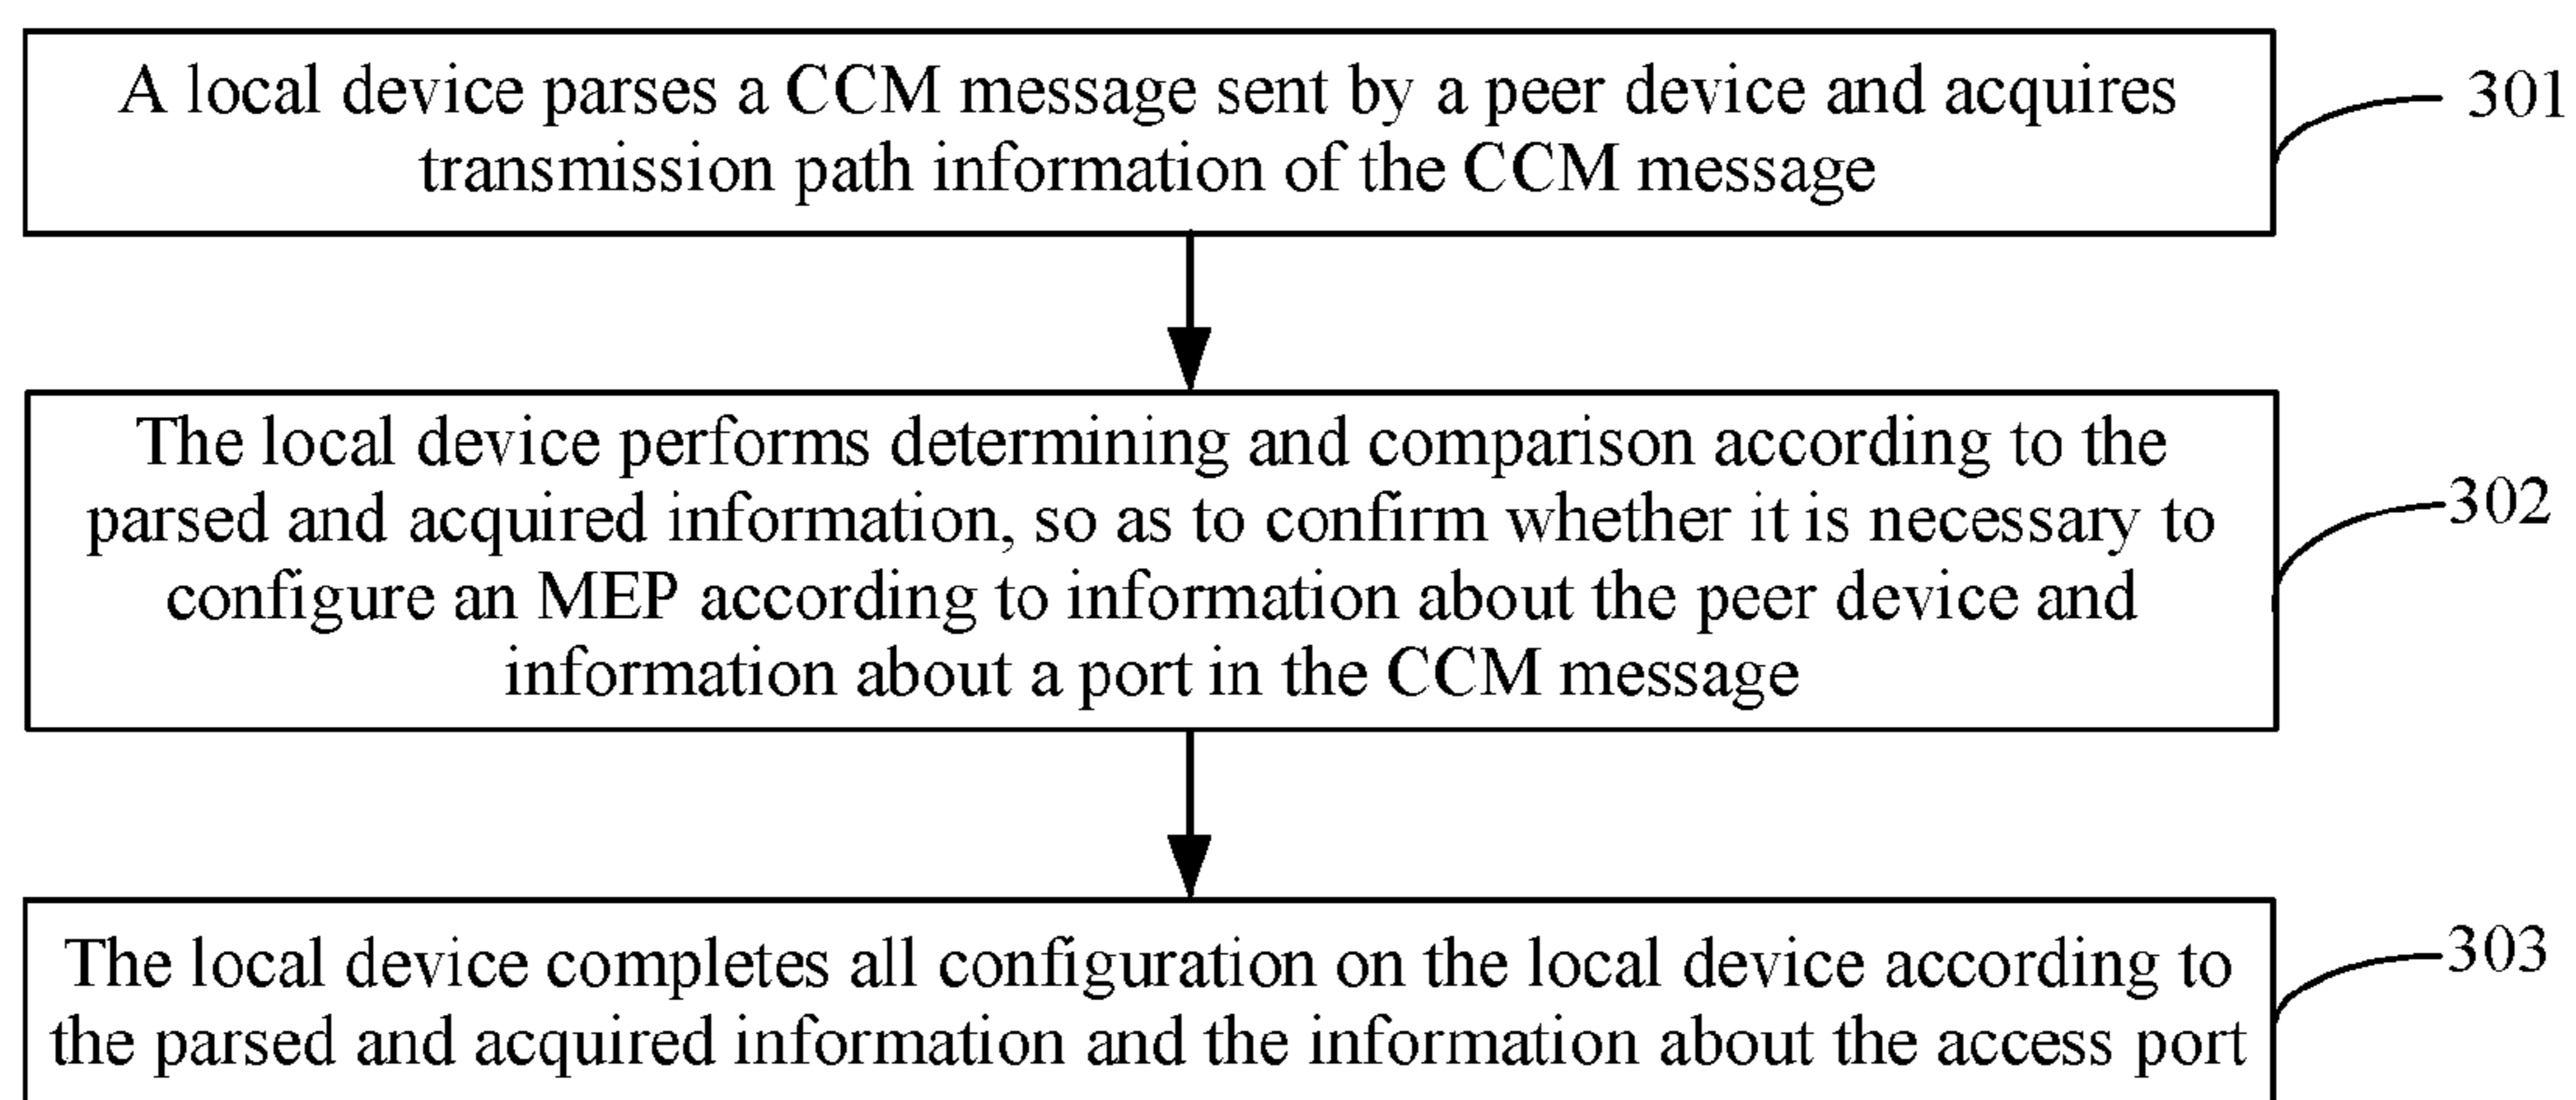 A local device parses a CCM message sent by a peer device and acquires
transmission path information of the CCM message
301
The local device performs determining and comparison according to the
parsed and acquired information, so as to confirm whether it is necessary to
configure an MEP according to information about the peer device and
information about a port in the CCM message
302
The local device completes all configuration on the local device according to
the parsed and acquired information and the information about the access port
303